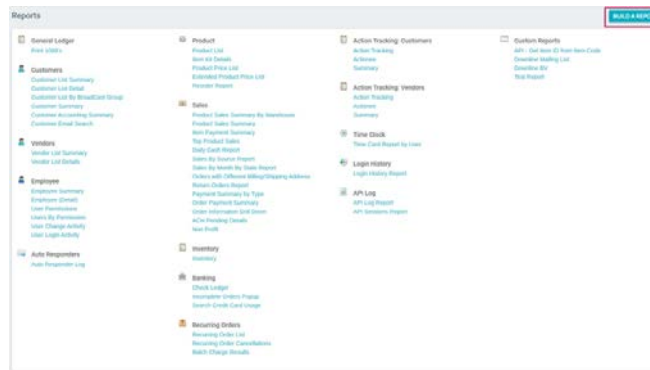 Reports
BUILD A REPO
General Ledger
Print 1099's
Customers
Customer List Summary
Customer List Detail
Customer List By BroadCast Group
Customer Summary
Customer Accounting Summary
Customer Email Search
Vendors
Vendor List Summary
Vendor List Details
Employee
Employee Summary
Employee (Detail)
User Permissions
Users By Permissions
User Change Activity
User Login Activity
Auto Responders
Auto Responder Log
Product
Product List
Item Kit Details
Product Price List
Extended Product Price List
Reorder Report
Sales
Product Sales Summary By Warehouse
Product Sales Summary
Item Payment Summary
Top Product Sales
Daily Cash Report
Sales By Source Report
Sales By Month By State Report
Orders with Different Billing/Shipping Address
Return Orders Report
Payment Summary by Type
Order Payment Summary
Order Information Drill Down
ACH Pending Details
Non Profit
Inventory
Inventory
Banking
Check Ledger
Incomplete Orders Popup
Search Credit Card Usage
Recurring Orders
Recurring Order List
Recurring Order Cancellations
Batch Charge Results
Action Tracking: Customers
Action Tracking
Actionee
Summary
Action Tracking: Vendors
Action Tracking
Actionee
Summary
Time Clock
Time Card Report by User
Login History
Login History Report
API Log
API Log Report
API Sessions Report
Custom Reports
API - Get Item ID from Item Code
Downline Mailing List
Downline BV
Test Report